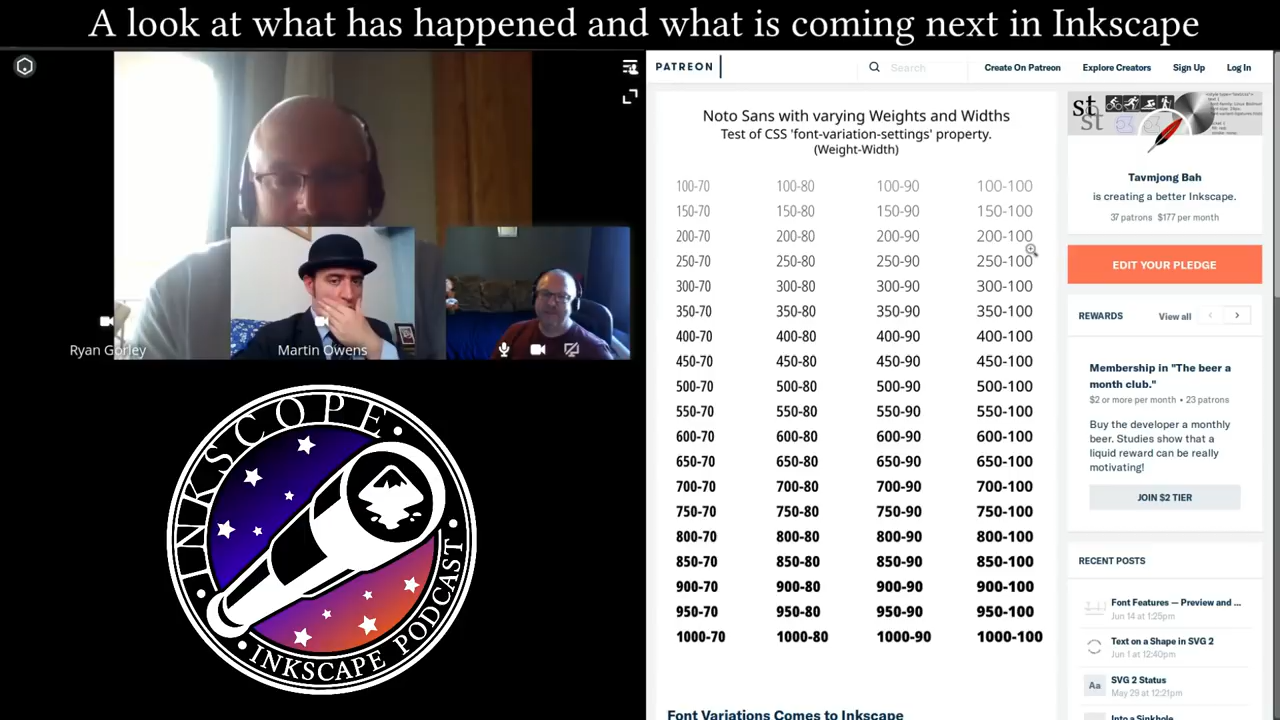 A look at what has happened and what is coming next in Inkscape
Ryan Gorley
Martin Owens
INKSCOPE
INKSCAPE PODCAST
PATREON
Search
Create On Patreon
Explore Creators
Sign Up
Log In
Noto Sans with varying Weights and Widths
Test of CSS 'font-variation-settings' property.
(Weight-Width)
100-70 100-80 100-90 100-100
150-70 150-80 150-90 150-100
200-70 200-80 200-90 200-100
250-70 250-80 250-90 250-100
300-70 300-80 300-90 300-100
350-70 350-80 350-90 350-100
400-70 400-80 400-90 400-100
450-70 450-80 450-90 450-100
500-70 500-80 500-90 500-100
550-70 550-80 550-90 550-100
600-70 600-80 600-90 600-100
650-70 650-80 650-90 650-100
700-70 700-80 700-90 700-100
750-70 750-80 750-90 750-100
800-70 800-80 800-90 800-100
850-70 850-80 850-90 850-100
900-70 900-80 900-90 900-100
950-70 950-80 950-90 950-100
1000-70 1000-80 1000-90 1000-100
Font Variations Comes to Inkscape
st
st
Tavmjong Bah
is creating a better Inkscape.
37 patrons $177 per month
EDIT YOUR PLEDGE
REWARDS
View all
Membership in "The beer a
month club."
$2 or more per month • 23 patrons
Buy the developer a monthly
beer. Studies show that a
liquid reward can be really
motivating!
JOIN $2 TIER
RECENT POSTS
Font Features — Preview and ...
Jun 14 at 1:25pm
Text on a Shape in SVG 2
Jun 1 at 12:40pm
Aa
SVG 2 Status
May 29 at 12:21pm
Into a Sinkhole